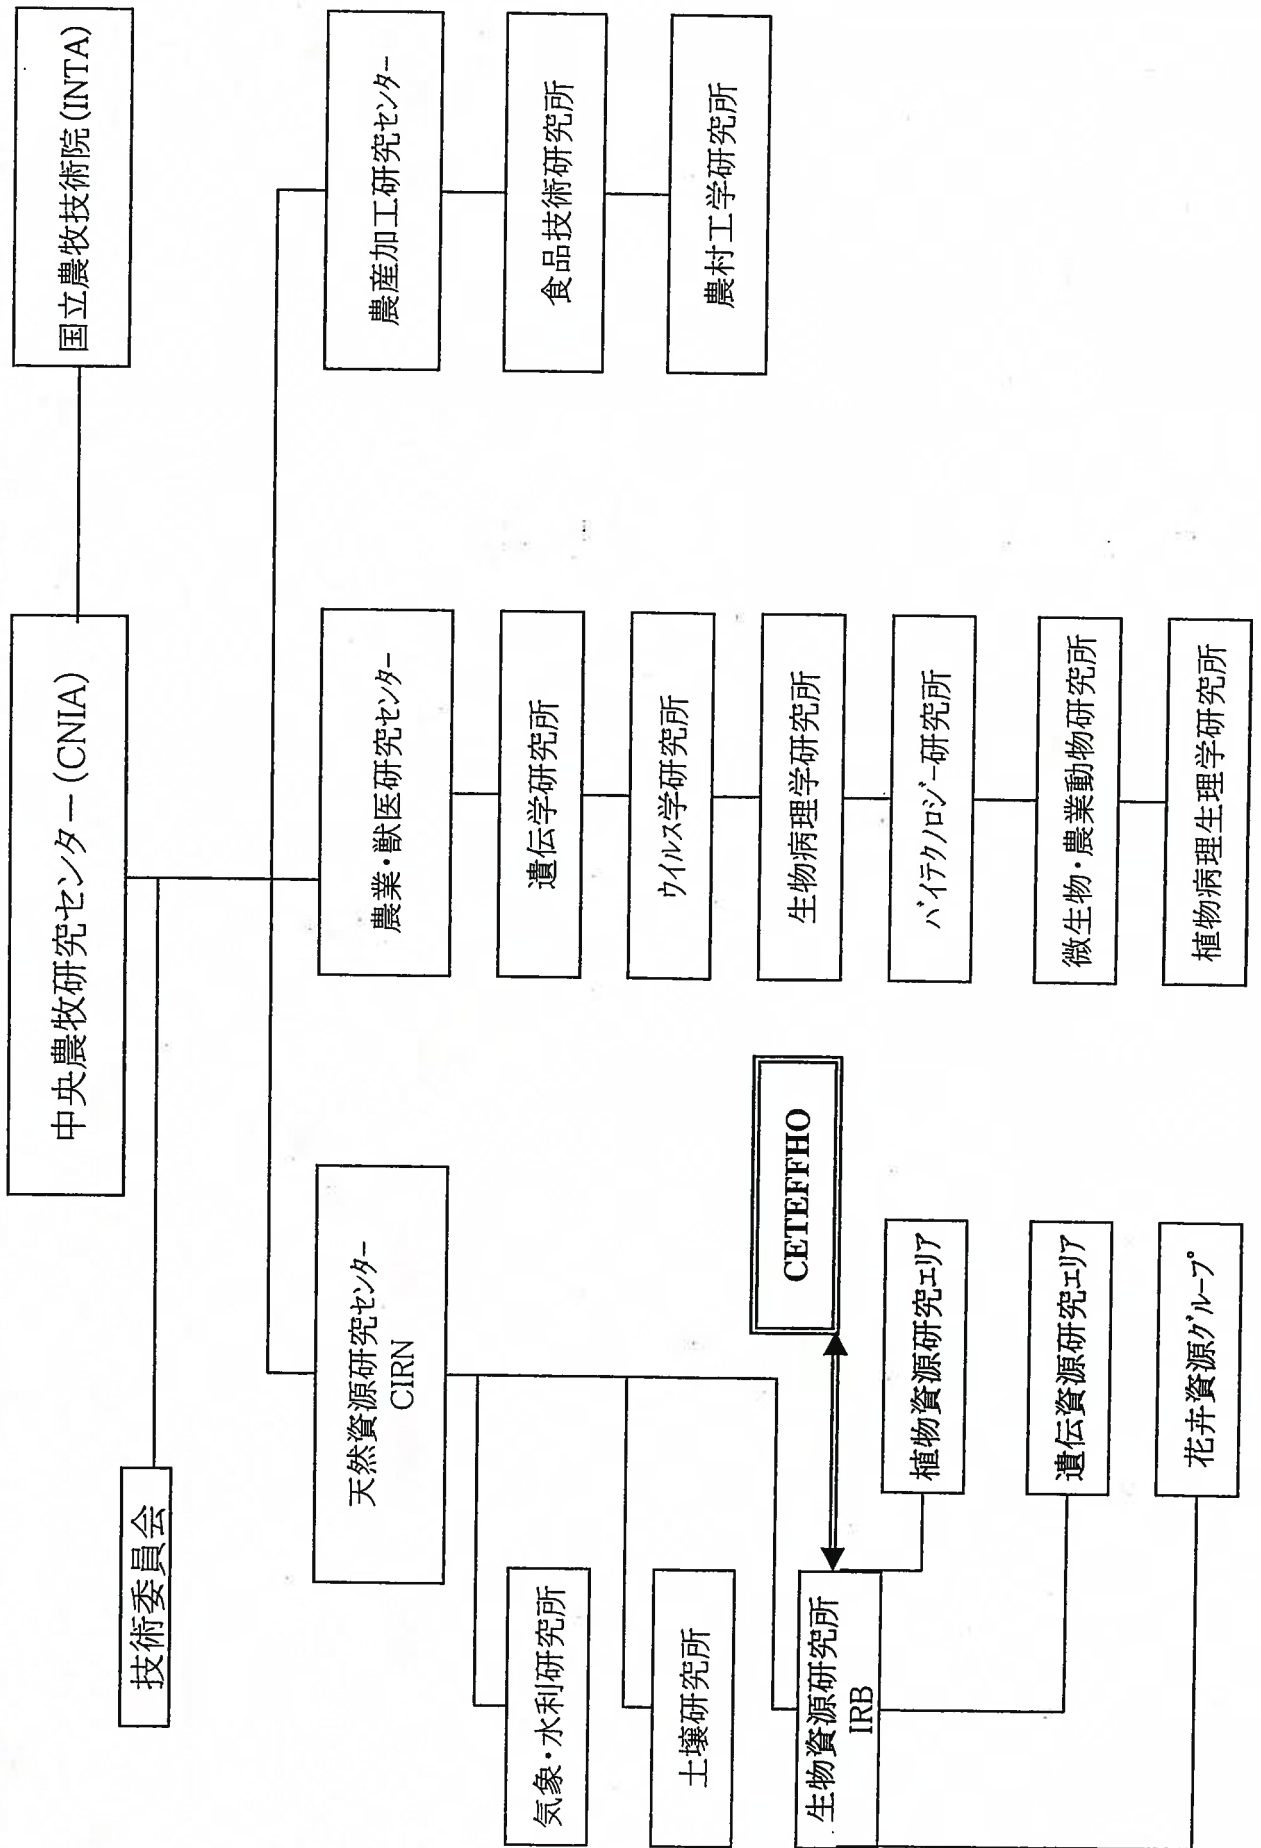 国立農牧技術院(INTA)
中央農牧研究センター(CNIA)
技術委員会
農産加工研究センター
食品技術研究所
農村工学研究所
農業・獣医研究センター
遺伝学研究所
ウイルス学研究所
生物病理学研究所
バイテクノロジー研究所
微生物・農業動物研究所
植物病理生理学研究所
天然資源研究センター
CIRN
気象・水利研究所
土壌研究所
生物資源研究所
IRB
CETEFFHO
植物資源研究エリア
遺伝資源研究エリア
花卉資源グループ